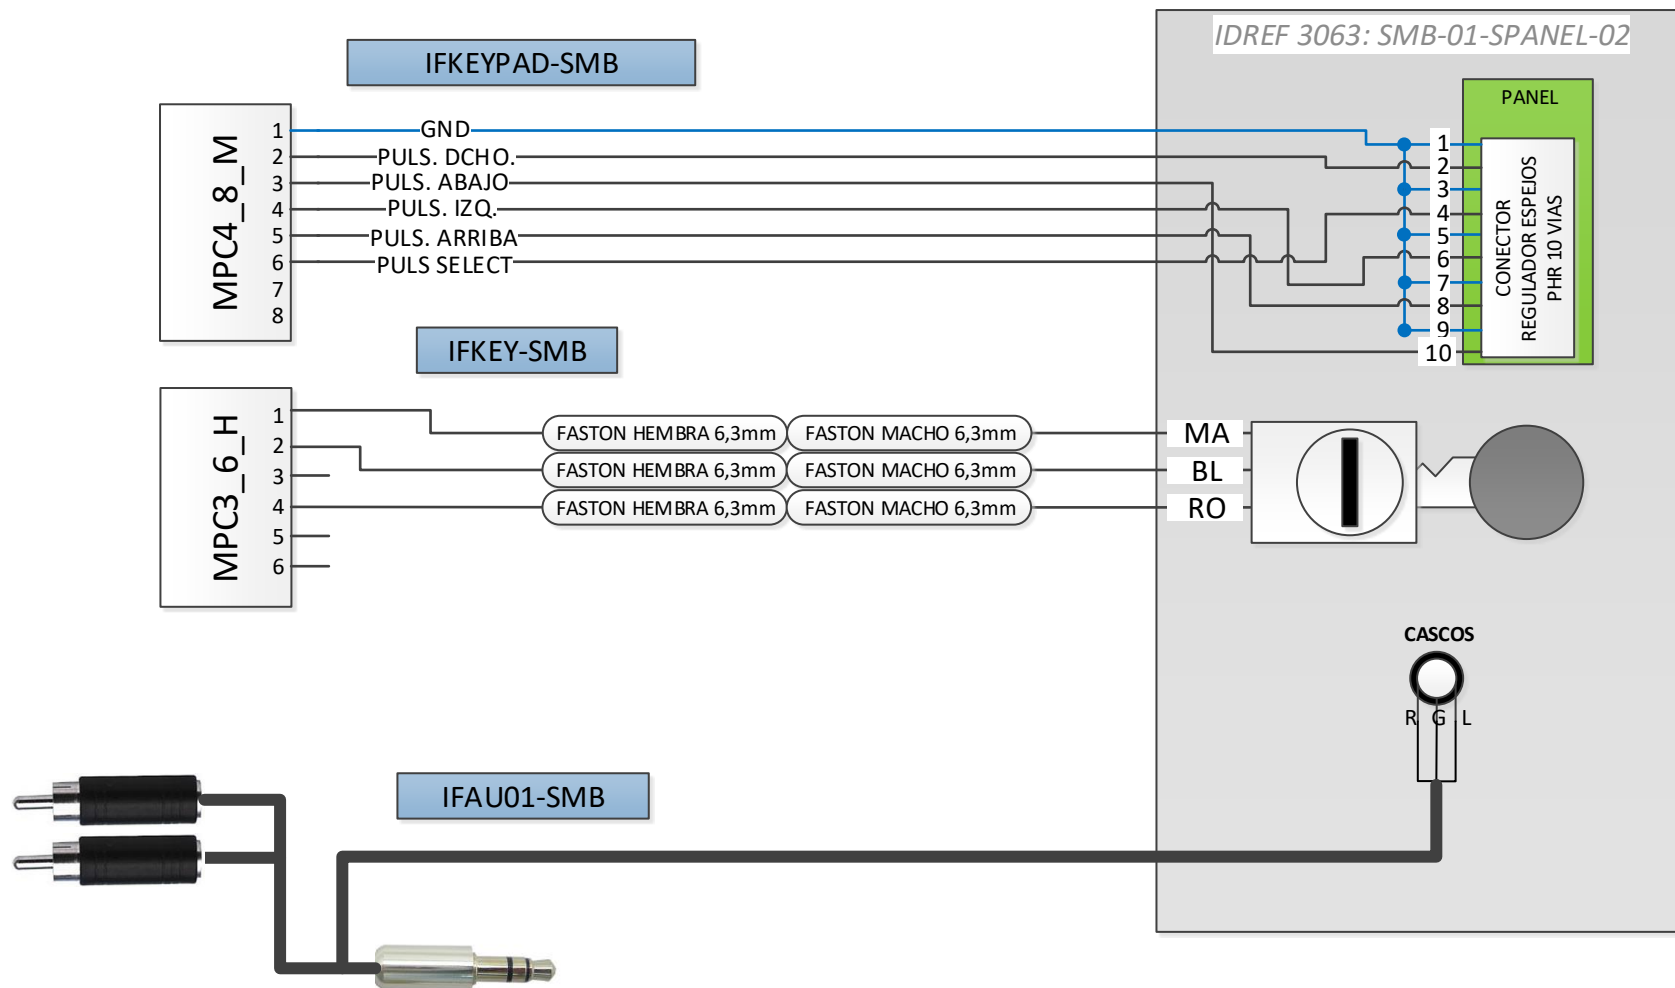 IDREF 3063: SMB-01-SPANEL-02
IFKEYPAD-SMB
PANEL
MPC4_8_M
1
2
3
4
5
6
7
8
GND
PULS. DCHO.
PULS. ABAJO
PULS. IZQ.
PULS. ARRIBA
PULS SELECT
1
2
3
4
5
6
7
8
9
10
CONECTOR
REGULADOR ESPEJOS
PHR 10 VIAS
IFKEY-SMB
MPC3_6_H
1
2
3
4
5
6
FASTON HEMBRA 6,3mm FASTON MACHO 6,3mm MA
FASTON HEMBRA 6,3mm FASTON MACHO 6,3mm BL
FASTON HEMBRA 6,3mm FASTON MACHO 6,3mm RO
CASCOS
R G L
IFAU01-SMB